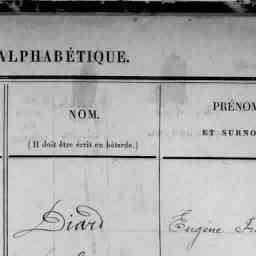 ALPHABÉTIQUE.
NOM.
(Il doit être écrit en bâtarde.)
PRÉNOM
ET SURNO
Diard
Eugène